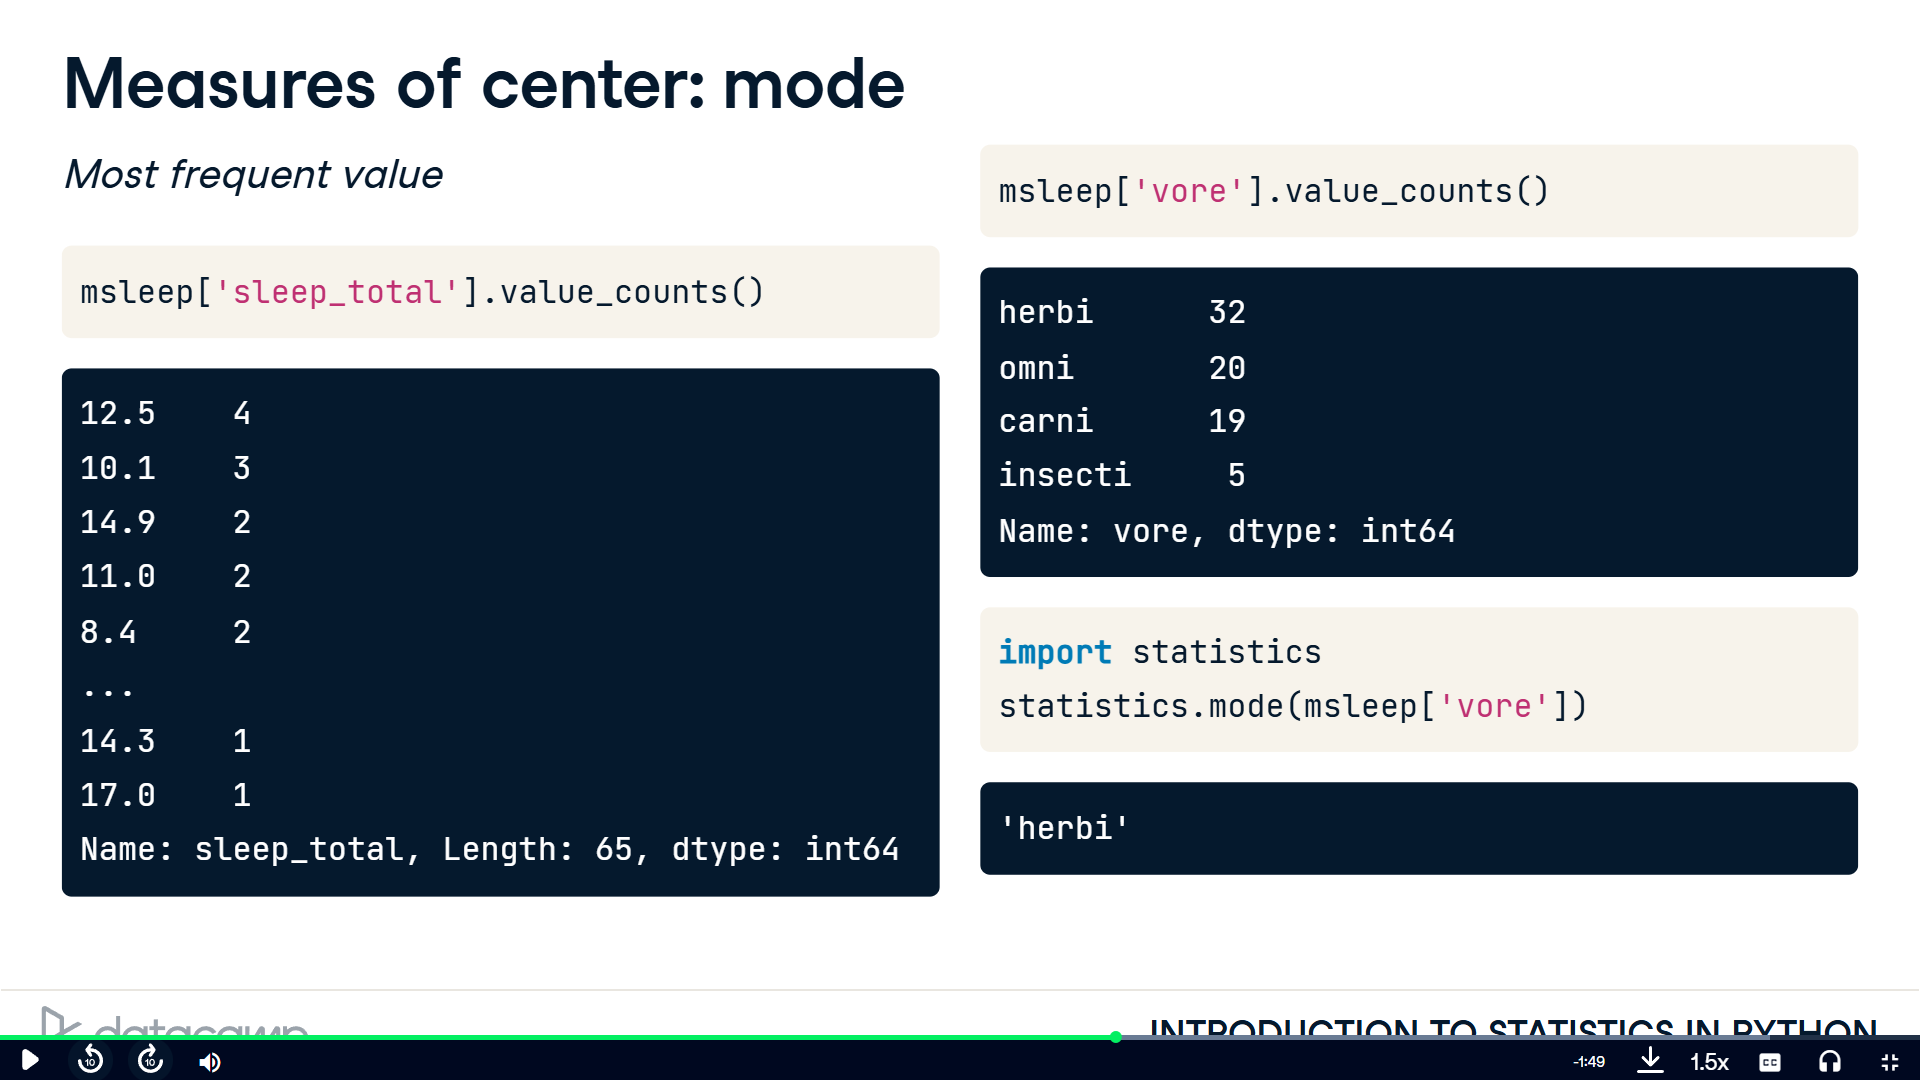 Measures of center: mode
Most frequent value
msleep['sleep_total'].value_counts()
12.5    4
10.1    3
14.9    2
11.0    2
8.4     2
...
14.3    1
17.0    1
Name: sleep_total, Length: 65, dtype: int64
msleep['vore'].value_counts()
herbi      32
omni       20
carni      19
insecti     5
Name: vore, dtype: int64
import statistics
statistics.mode(msleep['vore'])
'herbi'
datacamp
INTRODUCTION TO STATISTICS IN PYTHON
10
10
-1:49
1.5x
CC